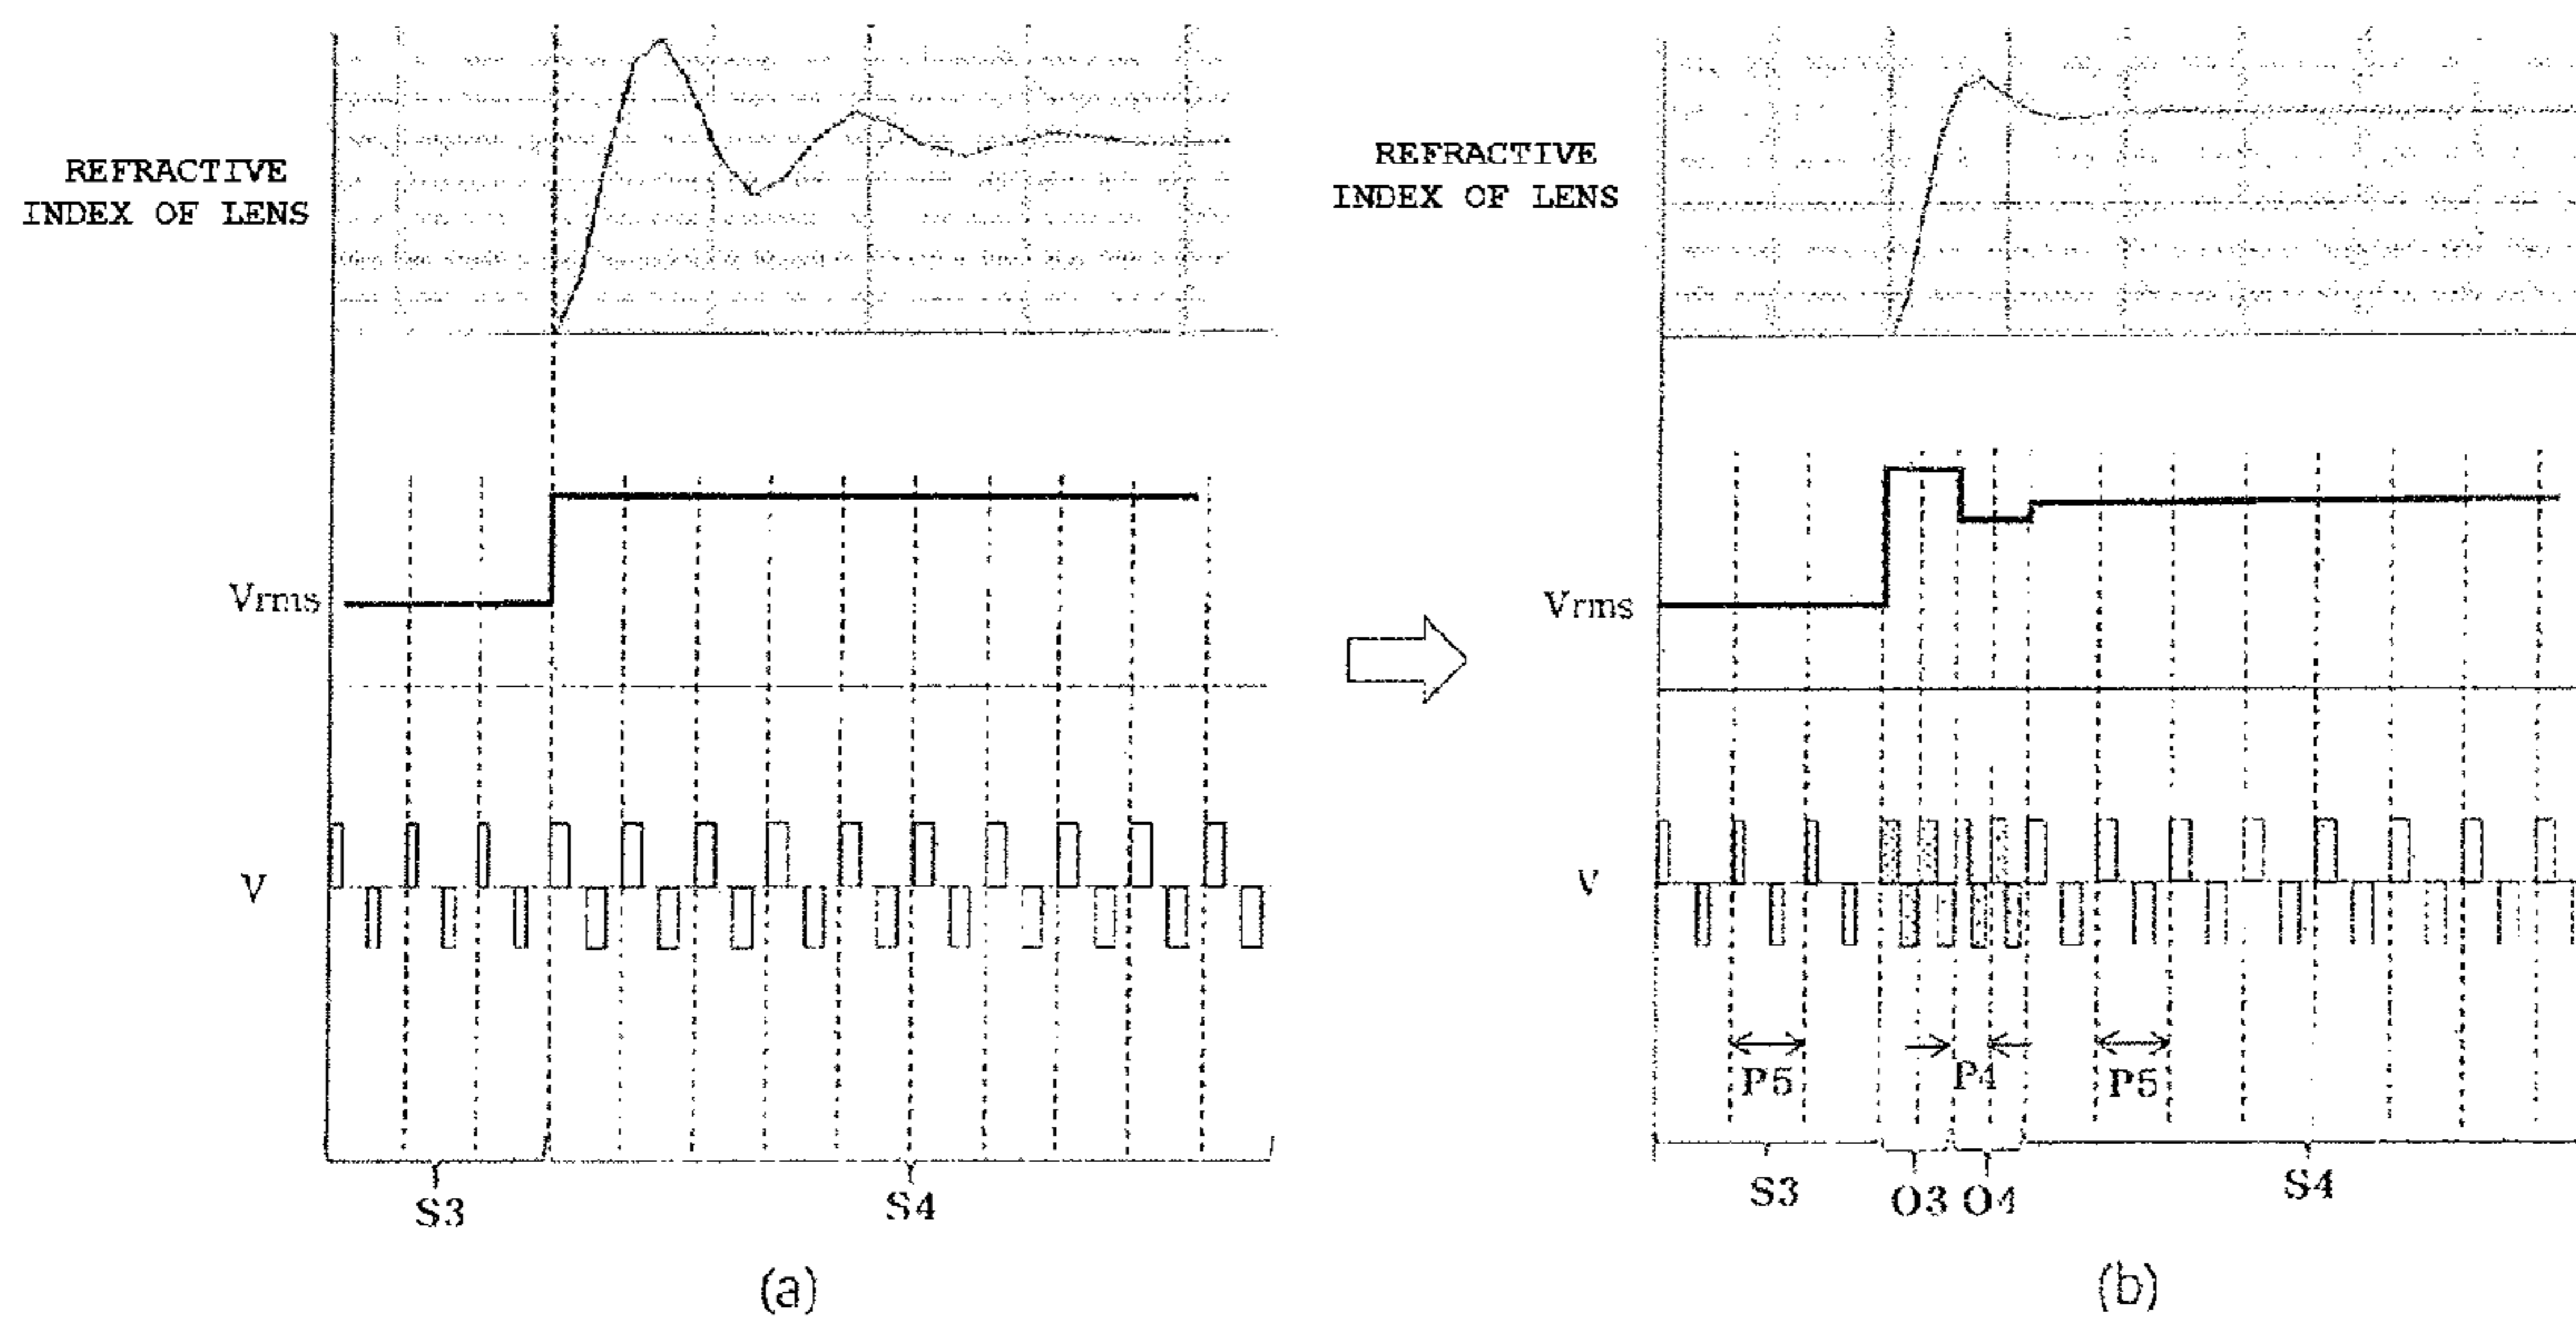 REFRACTIVE
INDEX OF LENS
Vrms
V
S3
S4
(a)
REFRACTIVE
INDEX OF LENS
Vrms
V
P5
P4
P5
S3
O3
O4
S4
(b)